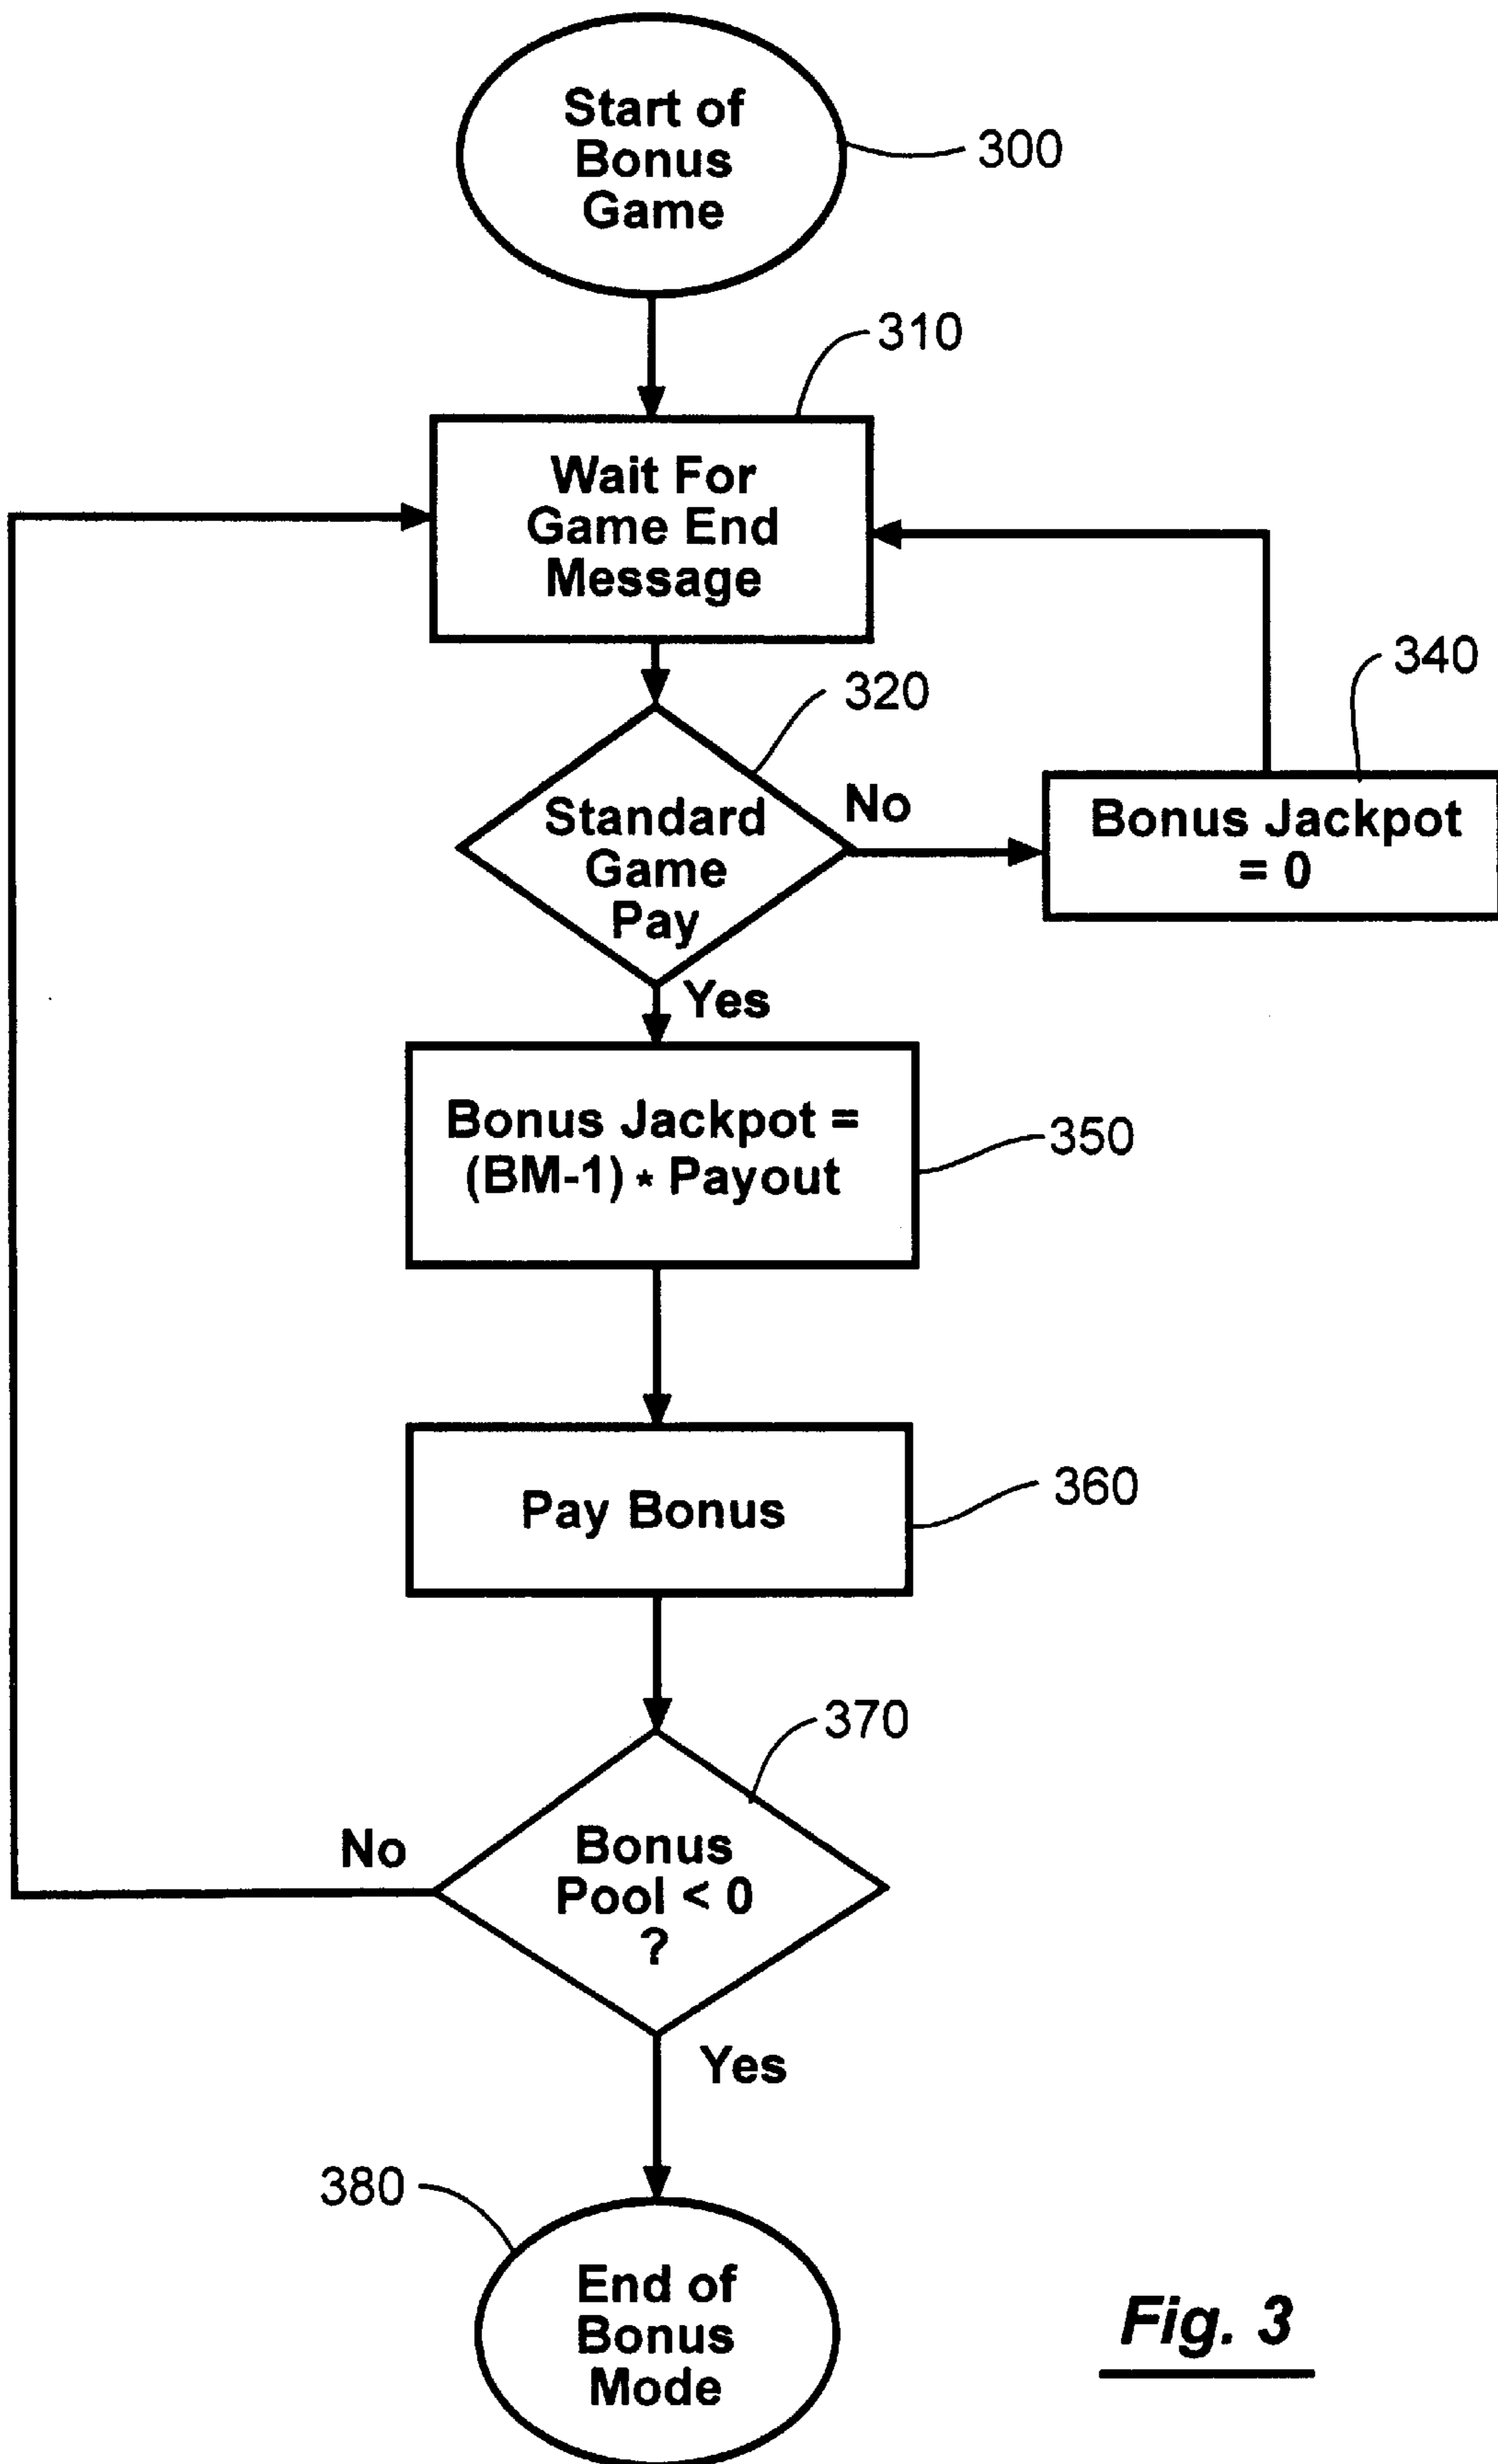 Start of
Bonus
Game
300
310
Wait For
Game End
Message
320
340
Standard
Game
Pay
No
Bonus Jackpot
= 0
Yes
Bonus Jackpot =
(BM-1) * Payout
350
Pay Bonus
360
370
Bonus
Pool < 0
?
No
Yes
380
End of
Bonus
Mode
Fig. 3